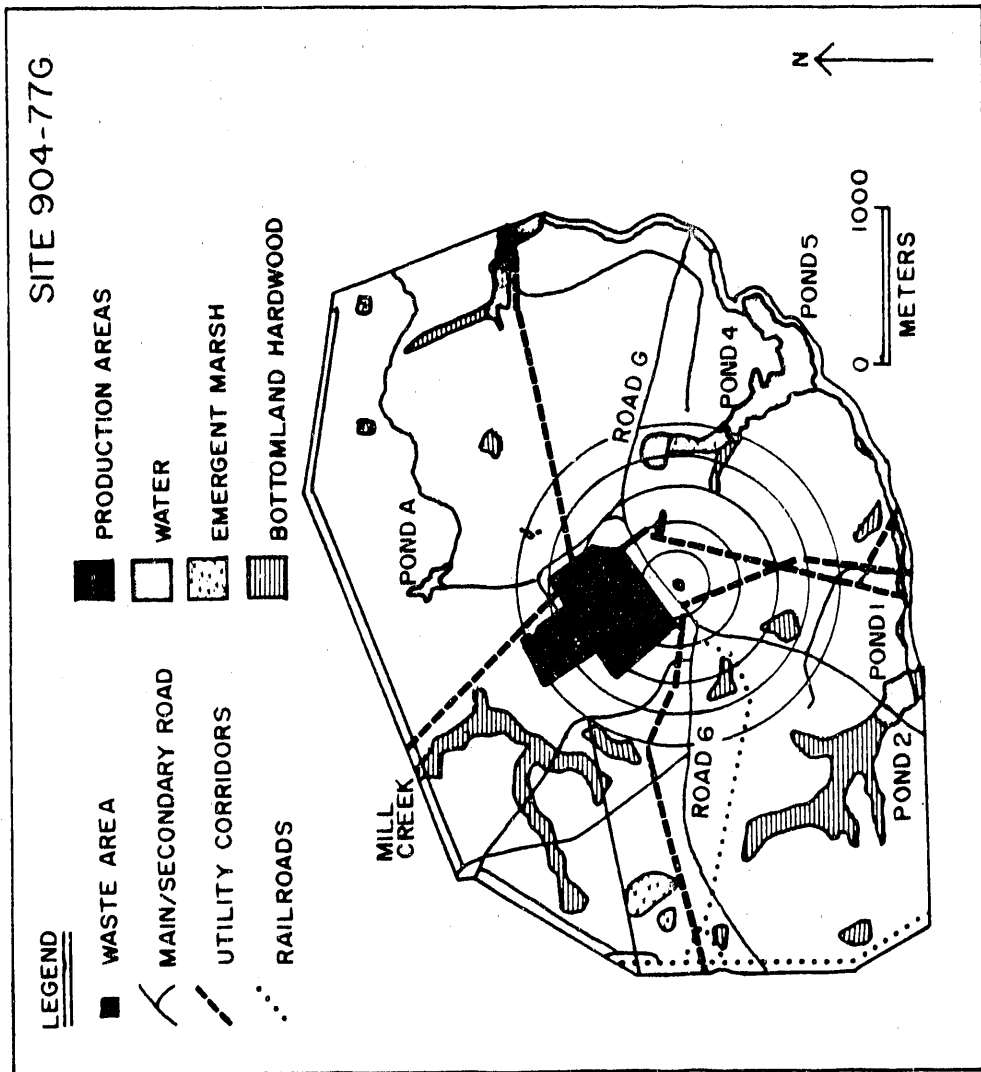 SITE 904-77G
LEGEND
WASTE AREA
MAIN/SECONDARY ROAD
UTILITY CORRIDORS
RAILROADS
PRODUCTION AREAS
WATER
EMERGENT MARSH
BOTTOMLAND HARDWOOD
MILL
CREEK
POND A
ROAD G
ROAD 6
POND 4
POND 5
POND 1
POND 2
N
0 1000
METERS